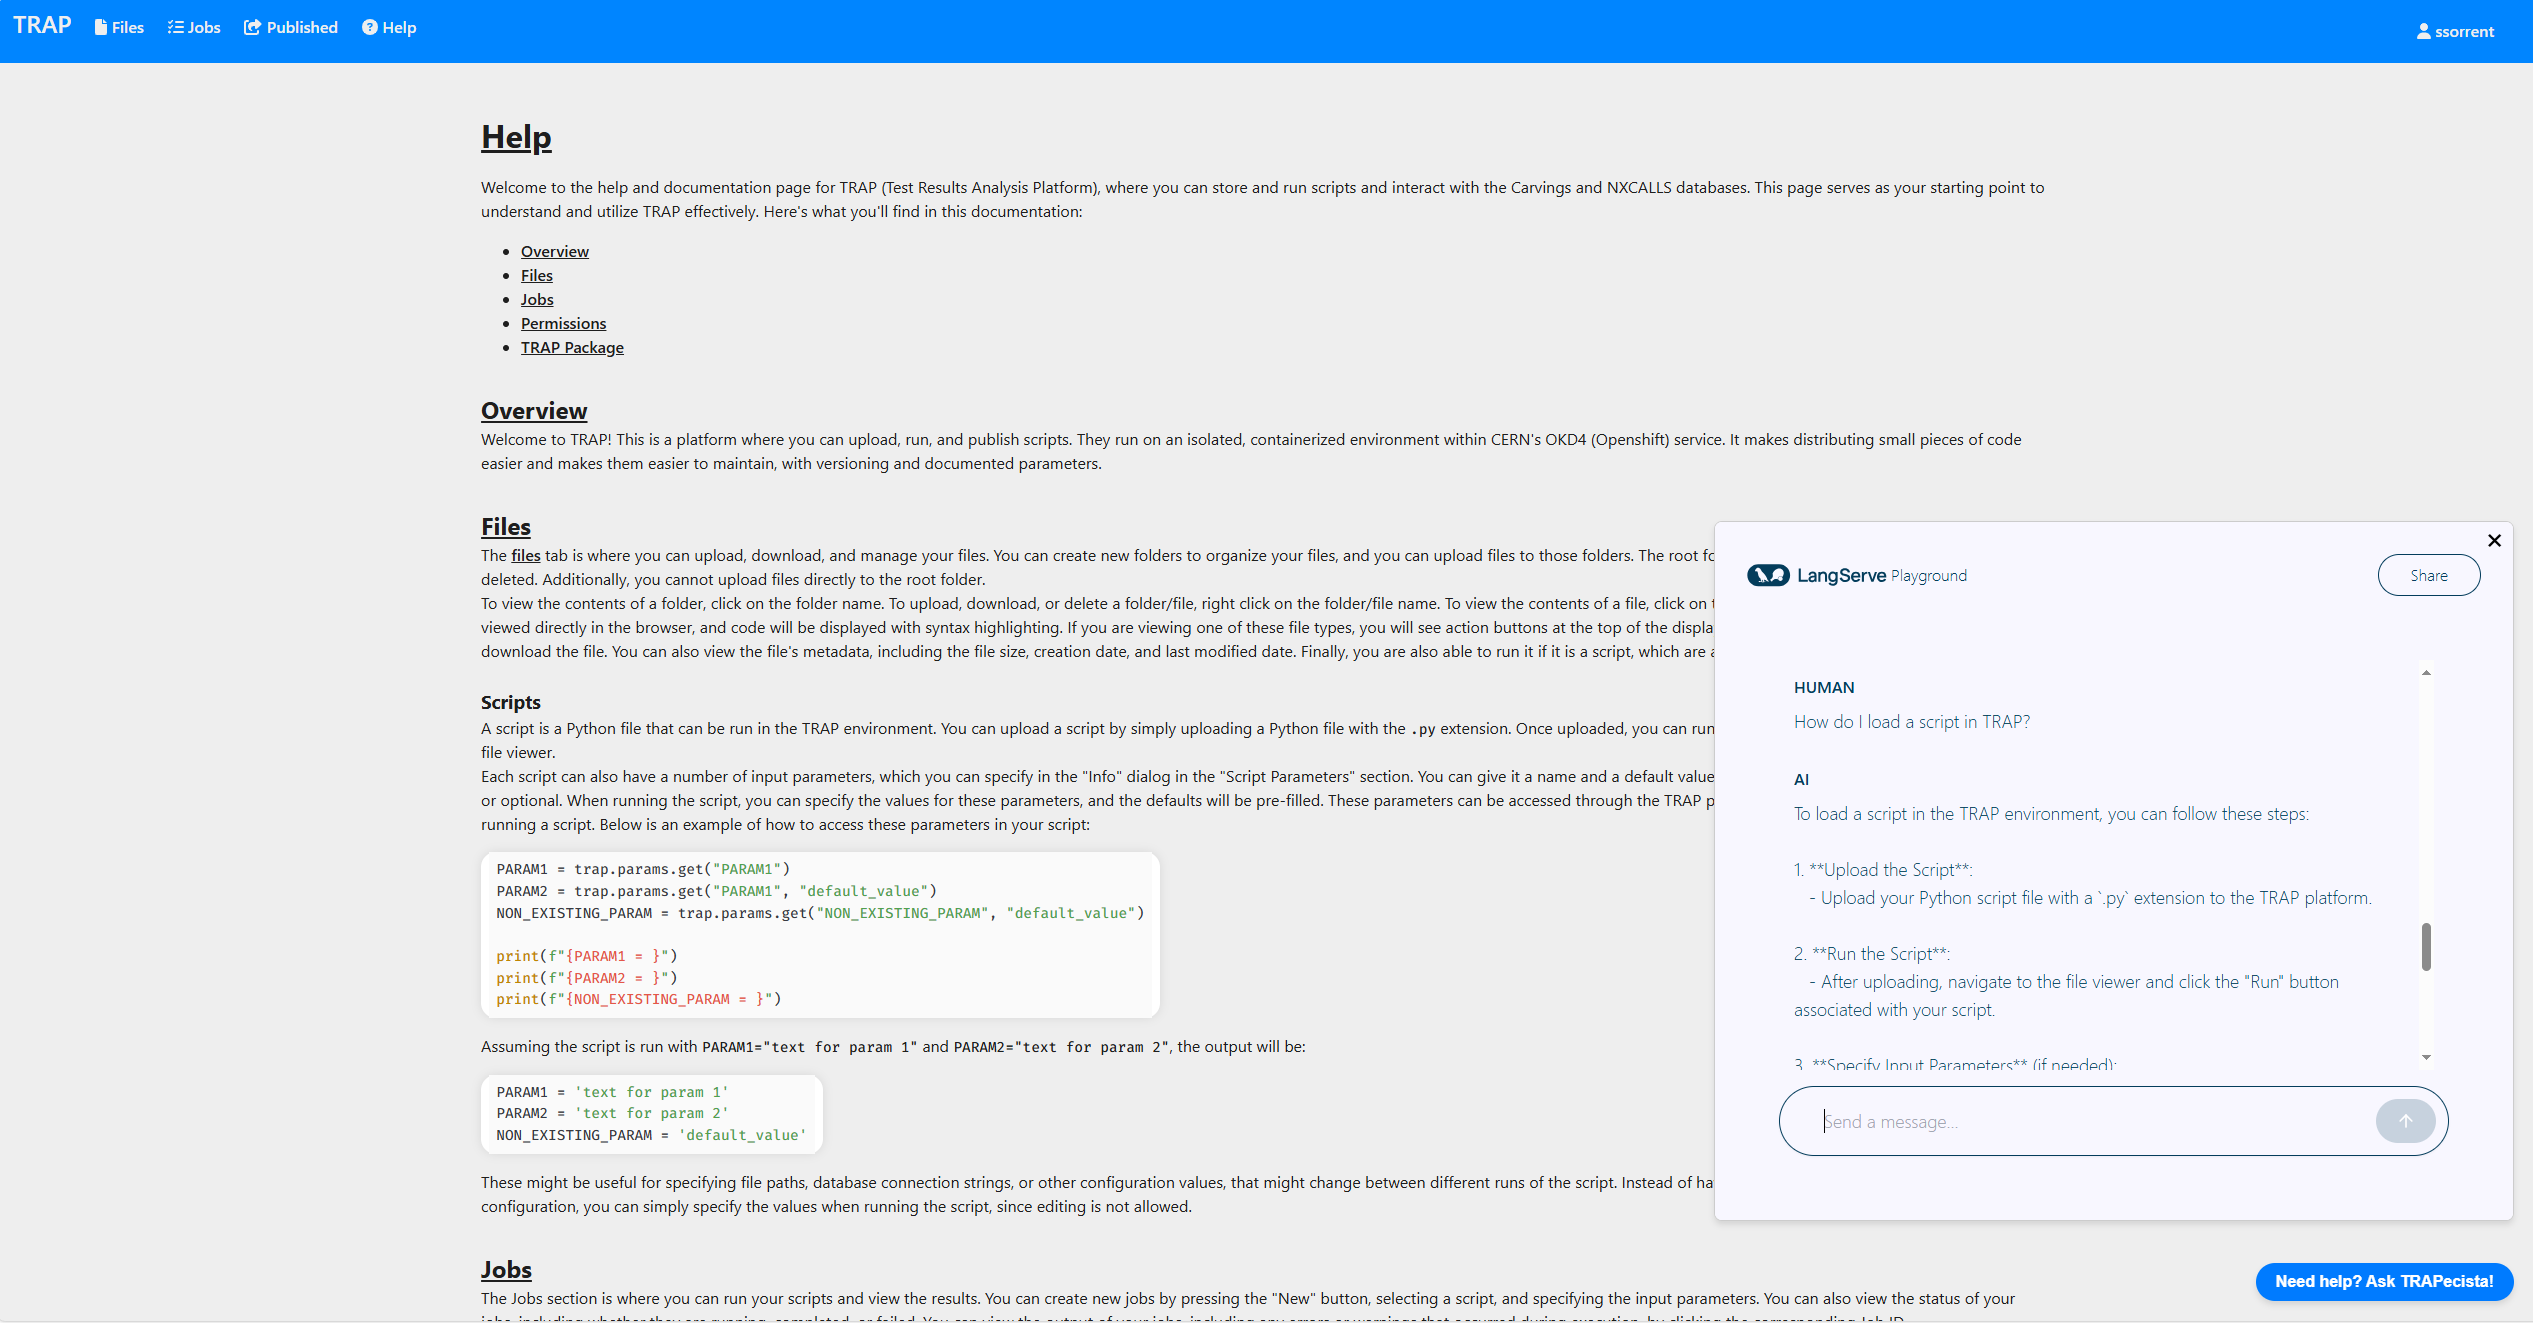 TRAP
Files
Jobs
Published
Help
ssorrent
Help
Welcome to the help and documentation page for TRAP (Test Results Analysis Platform), where you can store and run scripts and interact with the Carvings and NXCALLS databases. This page serves as your starting point to
understand and utilize TRAP effectively. Here's what you'll find in this documentation:
• Overview
• Files
• Jobs
• Permissions
• TRAP Package
Overview
Welcome to TRAP! This is a platform where you can upload, run, and publish scripts. They run on an isolated, containerized environment within CERN's OKD4 (Openshift) service. It makes distributing small pieces of code
easier and makes them easier to maintain, with versioning and documented parameters.
Files
The files tab is where you can upload, download, and manage your files. You can create new folders to organize your files, and you can upload files to those folders. The root fo
deleted. Additionally, you cannot upload files directly to the root folder.
To view the contents of a folder, click on the folder name. To upload, download, or delete a folder/file, right click on the folder/file name. To view the contents of a file, click on t
viewed directly in the browser, and code will be displayed with syntax highlighting. If you are viewing one of these file types, you will see action buttons at the top of the displa
download the file. You can also view the file's metadata, including the file size, creation date, and last modified date. Finally, you are also able to run it if it is a script, which are a
Scripts
A script is a Python file that can be run in the TRAP environment. You can upload a script by simply uploading a Python file with the .py extension. Once uploaded, you can run
file viewer.
Each script can also have a number of input parameters, which you can specify in the "Info" dialog in the "Script Parameters" section. You can give it a name and a default value
or optional. When running the script, you can specify the values for these parameters, and the defaults will be pre-filled. These parameters can be accessed through the TRAP p
running a script. Below is an example of how to access these parameters in your script:
PARAM1 = trap.params.get("PARAM1")
PARAM2 = trap.params.get("PARAM1", "default_value")
NON_EXISTING_PARAM = trap.params.get("NON_EXISTING_PARAM", "default_value")
print(f"{PARAM1 = }")
print(f"{PARAM2 = }")
print(f"{NON_EXISTING_PARAM = }")
Assuming the script is run with PARAM1="text for param 1" and PARAM2="text for param 2", the output will be:
PARAM1 = 'text for param 1'
PARAM2 = 'text for param 2'
NON_EXISTING_PARAM = 'default_value'
These might be useful for specifying file paths, database connection strings, or other configuration values, that might change between different runs of the script. Instead of ha
configuration, you can simply specify the values when running the script, since editing is not allowed.
Jobs
The Jobs section is where you can run your scripts and view the results. You can create new jobs by pressing the "New" button, selecting a script, and specifying the input parameters. You can also view the status of your
LangServe Playground
Share
HUMAN
How do I load a script in TRAP?
AI
To load a script in the TRAP environment, you can follow these steps:
1. **Upload the Script**:
- Upload your Python script file with a `.py` extension to the TRAP platform.
2. **Run the Script**:
- After uploading, navigate to the file viewer and click the "Run" button
associated with your script.
3. **Specify Input Parameters** (if needed):
Send a message...
Need help? Ask TRAPecista!